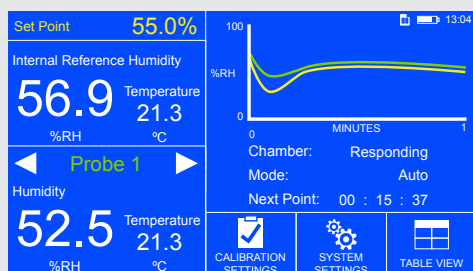 Set Point 55.0%
Internal Reference Humidity
56.9
Temperature
21.3
%RH ºC
Probe 1
Humidity
52.5
Temperature
21.3
%RH ºC
13:04
100
%RH
0
0 MINUTES 1
Chamber: Responding
Mode: Auto
Next Point: 00 : 15 : 37
CALIBRATION
SETTINGS
SYSTEM
SETTINGS
TABLE VIEW